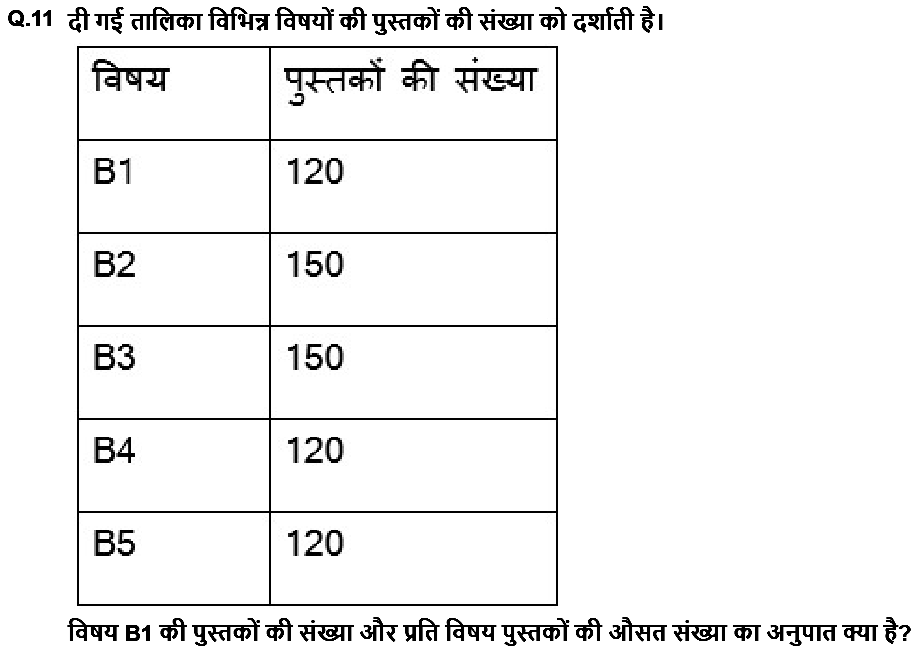 Q.11 दी गई तालिका विभिन्न विषयों की पुस्तकों की संख्या को दर्शाती है।
विषय पुस्तकों की संख्या
B1 120
B2 150
B3 150
B4 120
B5 120
विषय B1 की पुस्तकों की संख्या और प्रति विषय पुस्तकों की औसत संख्या का अनुपात क्या है?